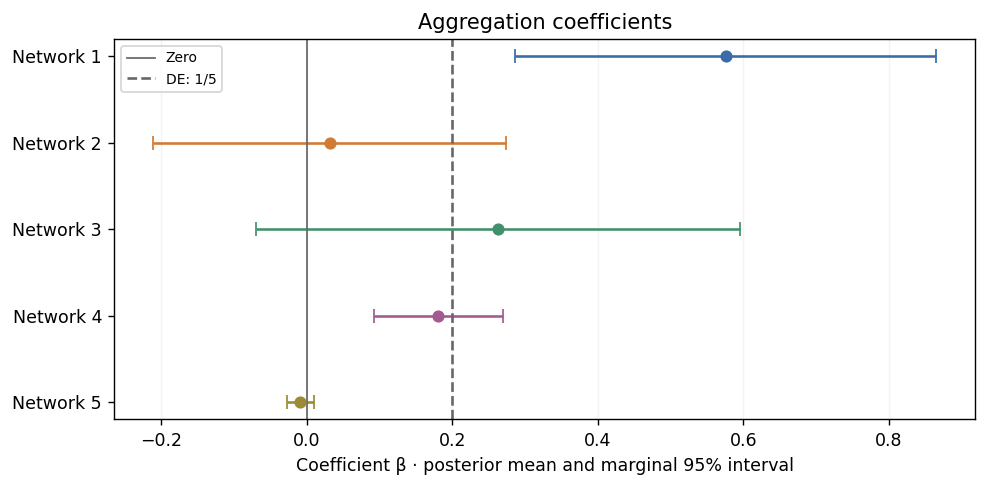 Aggregation coefficients
Zero
DE: 1/5
Network 1
Network 2
Network 3
Network 4
Network 5
−0.2 0.0 0.2 0.4 0.6 0.8
Coefficient β · posterior mean and marginal 95% interval